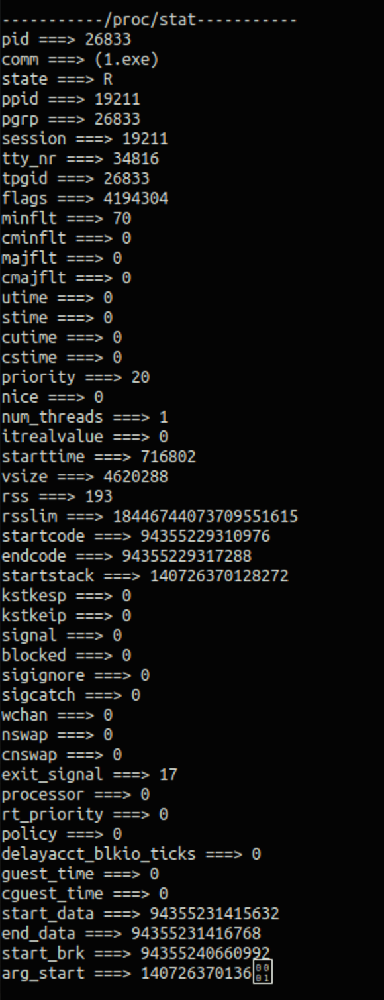 -----------/proc/stat-----------
pid ===> 26833
comm ===> (1.exe)
state ===> R
ppid ===> 19211
pgrp ===> 26833
session ===> 19211
tty_nr ===> 34816
tpgid ===> 26833
flags ===> 4194304
minflt ===> 70
cminflt ===> 0
majflt ===> 0
cmajflt ===> 0
utime ===> 0
stime ===> 0
cutime ===> 0
cstime ===> 0
priority ===> 20
nice ===> 0
num_threads ===> 1
itrealvalue ===> 0
starttime ===> 716802
vsize ===> 4620288
rss ===> 193
rsslim ===> 18446744073709551615
startcode ===> 94355229310976
endcode ===> 94355229317288
startstack ===> 140726370128272
kstkesp ===> 0
kstkeip ===> 0
signal ===> 0
blocked ===> 0
sigignore ===> 0
sigcatch ===> 0
wchan ===> 0
nswap ===> 0
cnswap ===> 0
exit_signal ===> 17
processor ===> 0
rt_priority ===> 0
policy ===> 0
delayacct_blkio_ticks ===> 0
guest_time ===> 0
cguest_time ===> 0
start_data ===> 94355231415632
end_data ===> 94355231416768
start_brk ===> 94355240660992
arg_start ===> 140726370136